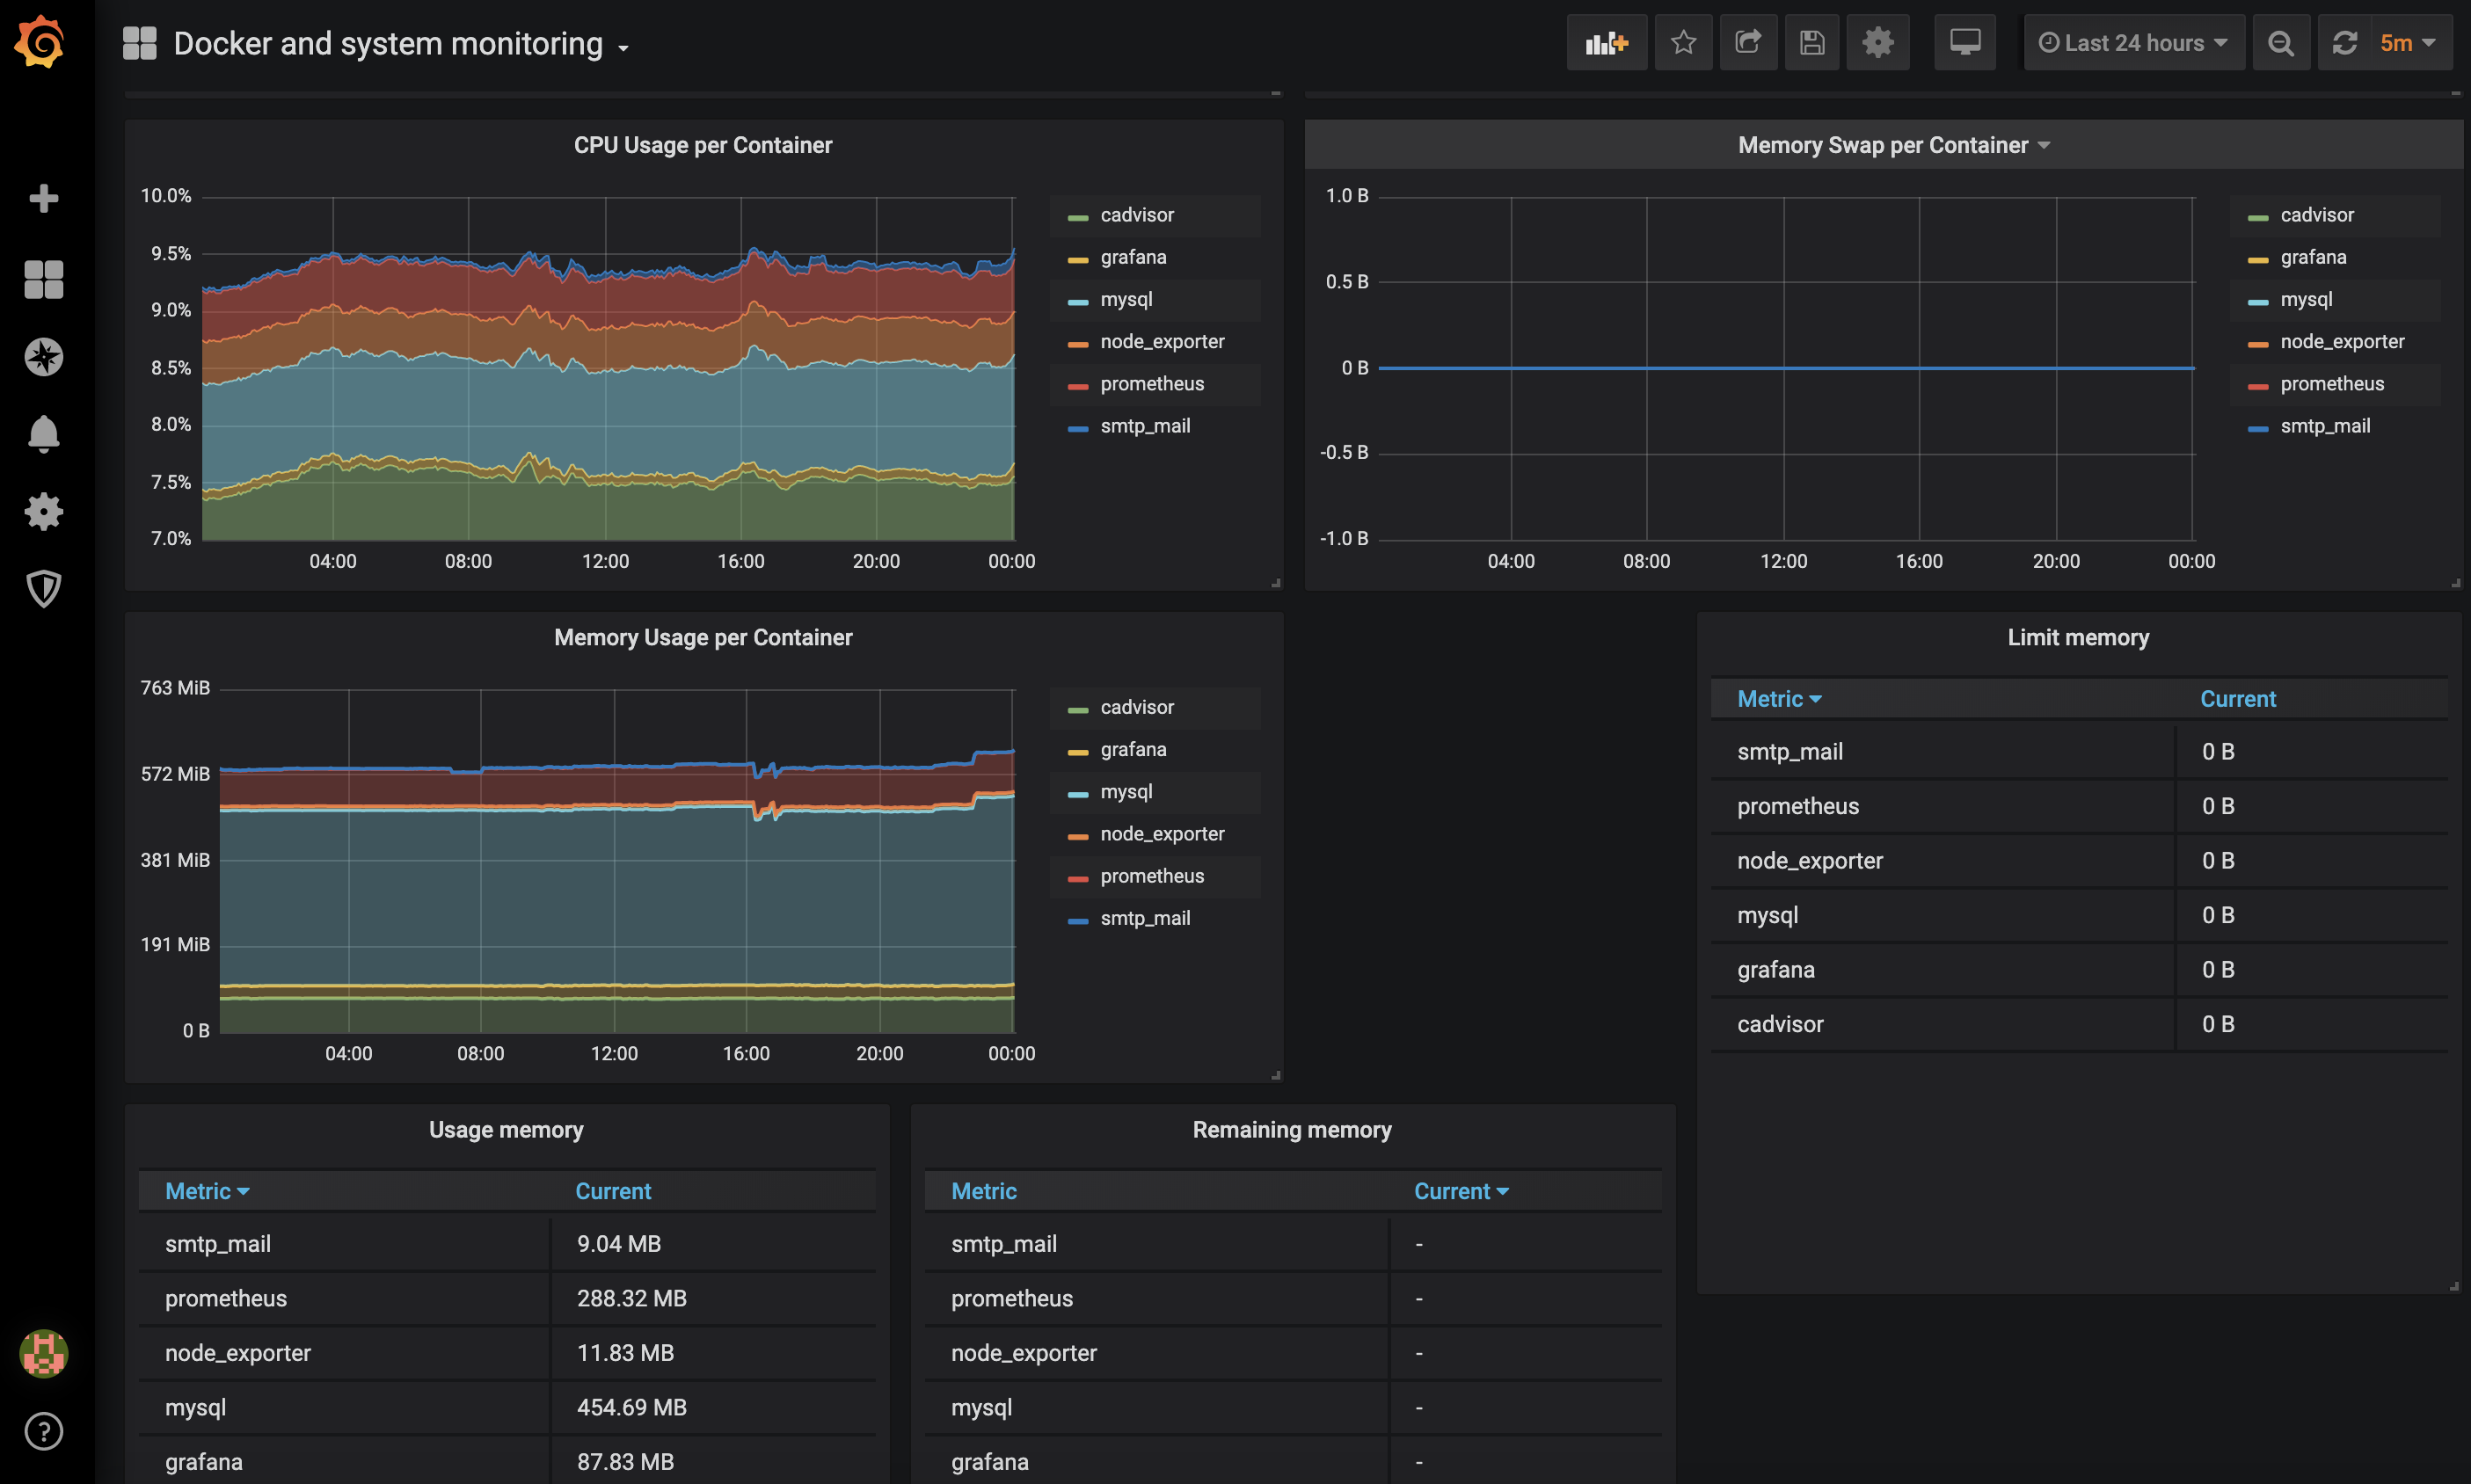 Docker and system monitoring
Last 24 hours
5m
CPU Usage per Container
10.0%
9.5%
9.0%
8.5%
8.0%
7.5%
7.0%
04:00 08:00 12:00 16:00 20:00 00:00
cadvisor
grafana
mysql
node_exporter
prometheus
smtp_mail
Memory Swap per Container
1.0 B
0.5 B
0 B
-0.5 B
-1.0 B
04:00 08:00 12:00 16:00 20:00 00:00
cadvisor
grafana
mysql
node_exporter
prometheus
smtp_mail
Memory Usage per Container
763 MiB
572 MiB
381 MiB
191 MiB
0 B
04:00 08:00 12:00 16:00 20:00 00:00
cadvisor
grafana
mysql
node_exporter
prometheus
smtp_mail
Limit memory
Metric Current
smtp_mail 0 B
prometheus 0 B
node_exporter 0 B
mysql 0 B
grafana 0 B
cadvisor 0 B
Usage memory
Metric Current
smtp_mail 9.04 MB
prometheus 288.32 MB
node_exporter 11.83 MB
mysql 454.69 MB
grafana 87.83 MB
Remaining memory
Metric Current
smtp_mail -
prometheus -
node_exporter -
mysql -
grafana -